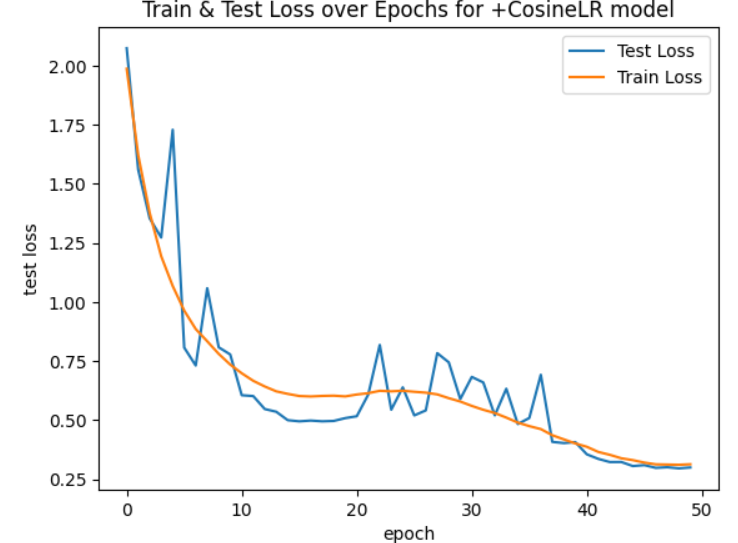 Train & Test Loss over Epochs for +CosineLR model
Test Loss
Train Loss
2.00
1.75
1.50
1.25
1.00
0.75
0.50
0.25
test loss
0 10 20 30 40 50
epoch